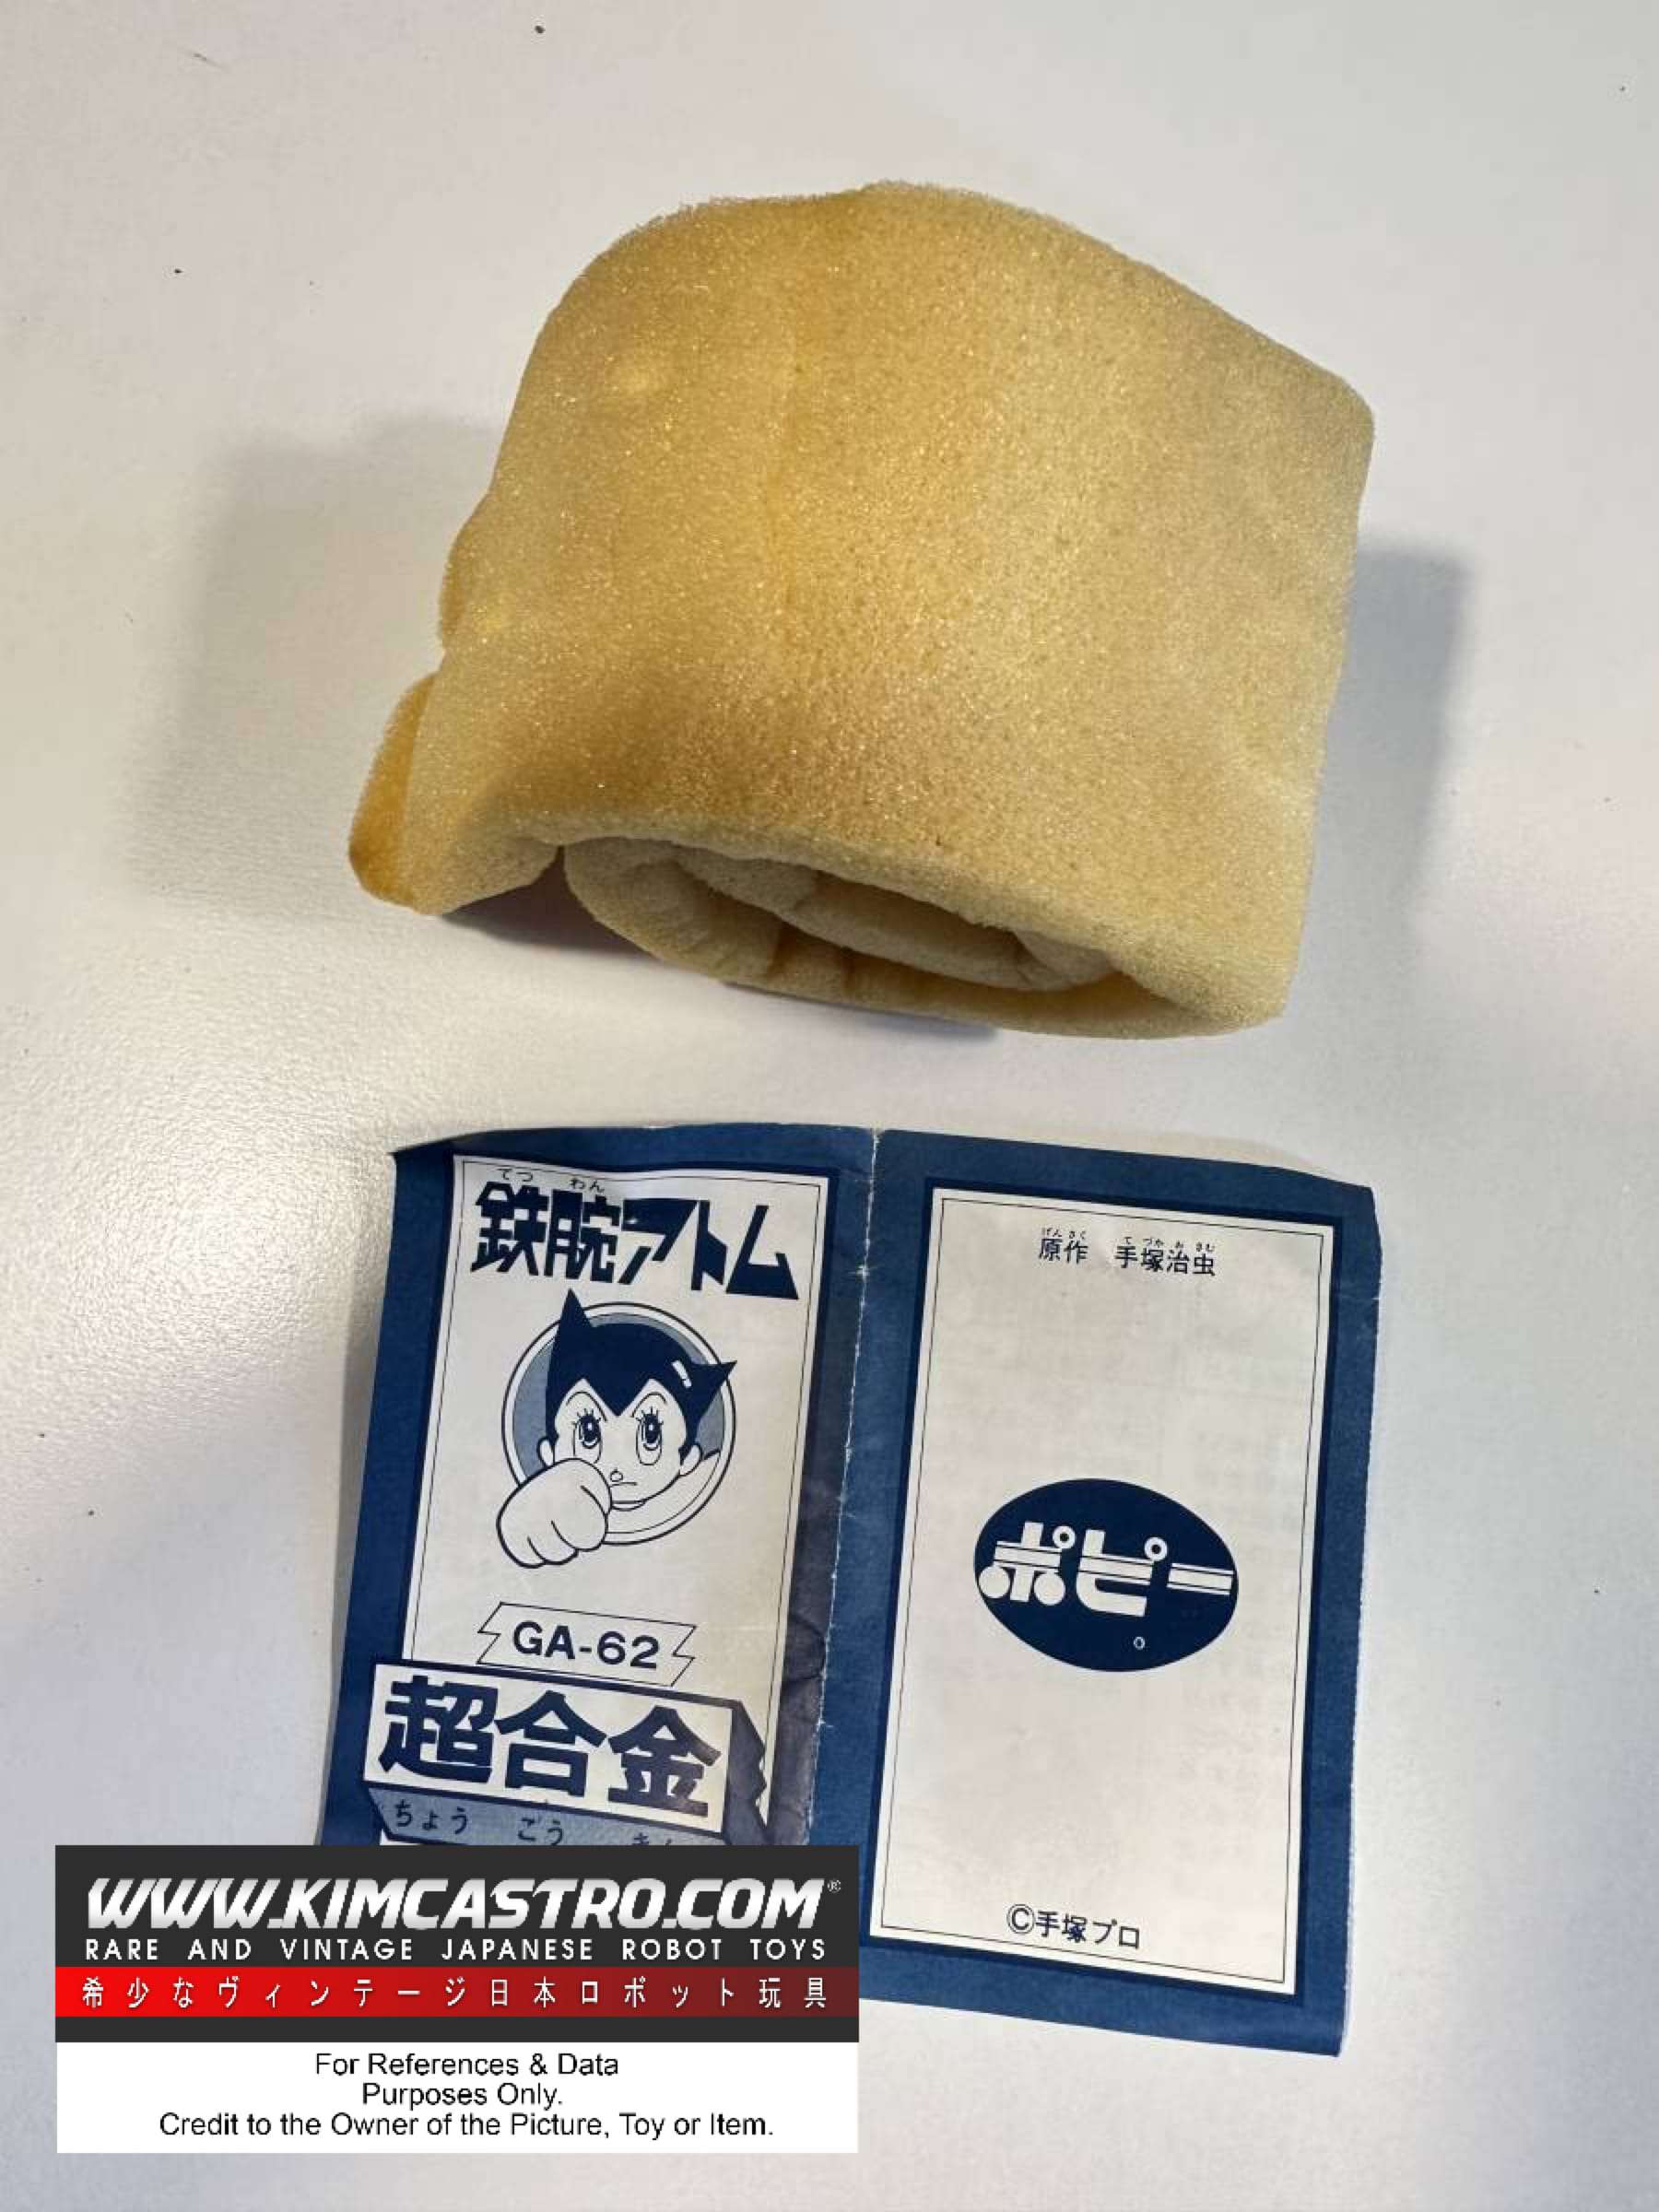 てつ わん
鉄腕アトム
GA-62
超合金
ちょう ごう
げんさく てづかおさむ
原作 手塚治虫
ポピー
©手塚プロ
WWW.KIMCASTRO.COM®
RARE AND VINTAGE JAPANESE ROBOT TOYS
希少なヴィンテージ日本ロボット玩具
For References & Data
Purposes Only.
Credit to the Owner of the Picture, Toy or Item.